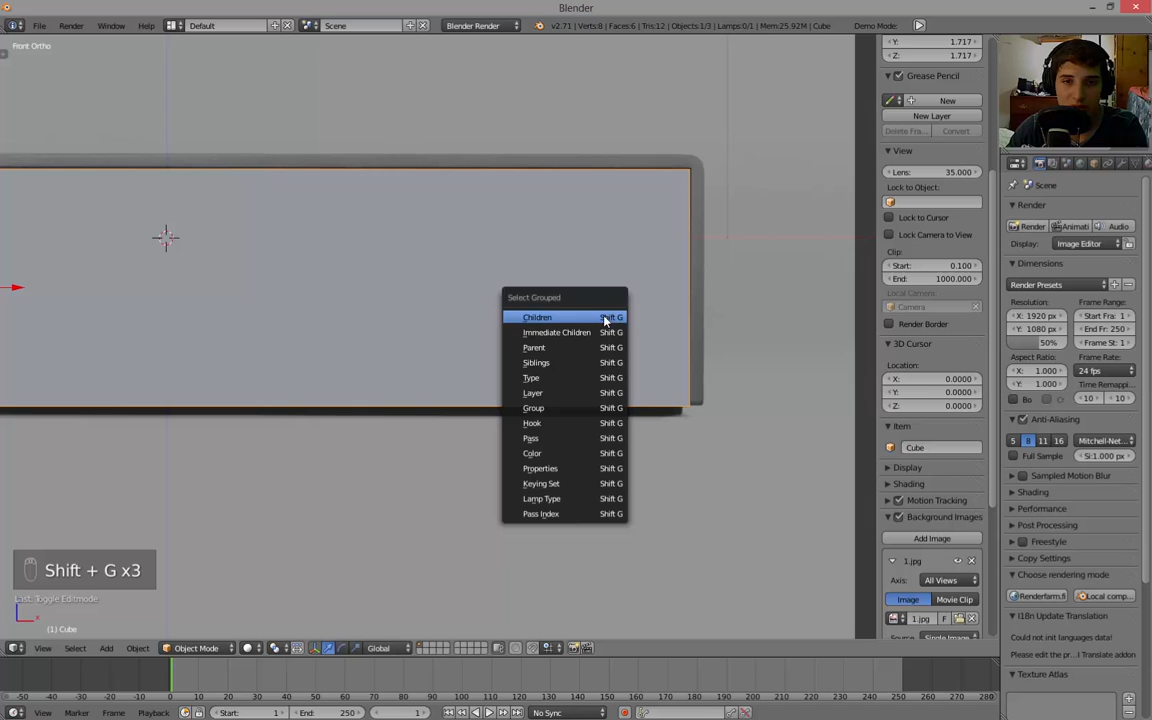 Blender
File
Render
Window
Help
Default
Scene
Blender Render
v2.71 | Verts:8 | Faces:6 | Tris:12 | Objects:1/3 | Lamps:0/1 | Mem:25.92M | Cube
Demo Mode:
Front Ortho
Y: 1.717
Z: 1.717
Grease Pencil
New
New Layer
Delete Fra...
Convert
View
Lens: 35.000
Lock to Object:
Lock to Cursor
Lock Camera to View
Clip:
Start: 0.100
End: 1000.000
Local Camera:
Camera
Render Border
3D Cursor
Location:
X: 0.0000
Y: 0.0000
Z: 0.0000
Item
Cube
Display
Shading
Motion Tracking
Background Images
Add Image
1.jpg
Axis: All Views
Image
Movie Clip
1.jpg
F
Source: Single Image
Scene
Render
Render
Animati
Audio
Display: Image Editor
Dimensions
Render Presets
Resolution:
Frame Range:
X: 1920 px
Start Fra: 1
Y: 1080 px
End Fr: 250
50%
Frame St: 1
Aspect Ratio:
Frame Rate:
X: 1.000
24 fps
Y: 1.000
Time Remappi...
Bo
10
10
Anti-Aliasing
5
8
11
16
Mitchell-Net...
Full Sample
Si:1.000 px
Sampled Motion Blur
Shading
Performance
Post Processing
Freestyle
Copy Settings
Choose rendering mode
Renderfarm.fi
Local comp...
I18n Update Translation
Could not init languages data!
Please edit the pr...I Translate addon
Texture Atlas
Select Grouped
Children Shift G
Immediate Children Shift G
Parent Shift G
Siblings Shift G
Type Shift G
Layer Shift G
Group Shift G
Hook Shift G
Pass Shift G
Color Shift G
Properties Shift G
Keying Set Shift G
Lamp Type Shift G
Pass Index Shift G
Shift + G x3
Last: Toggle Editmode
x
(1) Cube
View
Select
Add
Object
Object Mode
Global
-50 -40 -30 -20 -10 0 10 20 30 40 50 60 70 80 90 100 110 120 130 140 150 160 170 180 190 200 210 220 230 240 250 260 270 280
View
Marker
Frame
Playback
Start: 1
End: 250
1
No Sync